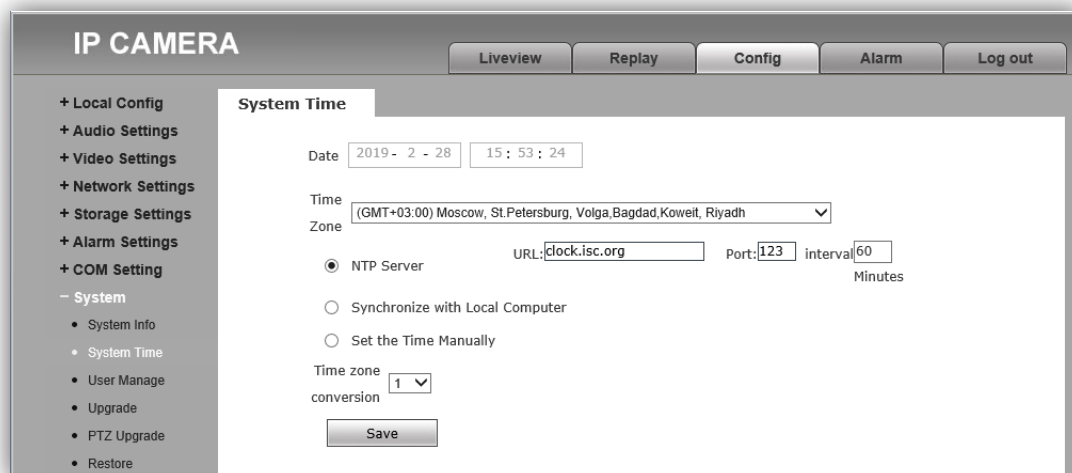 IP CAMERA
Liveview Replay Config Alarm Log out
+ Local Config
+ Audio Settings
+ Video Settings
+ Network Settings
+ Storage Settings
+ Alarm Settings
+ COM Setting
− System
• System Info
• System Time
• User Manage
• Upgrade
• PTZ Upgrade
• Restore
System Time
Date 2019 - 2 - 28 15 : 53 : 24
Time
Zone
(GMT+03:00) Moscow, St.Petersburg, Volga,Bagdad,Koweit, Riyadh
NTP Server URL: clock.isc.org Port: 123 interval 60
Minutes
Synchronize with Local Computer
Set the Time Manually
Time zone
conversion 1
Save